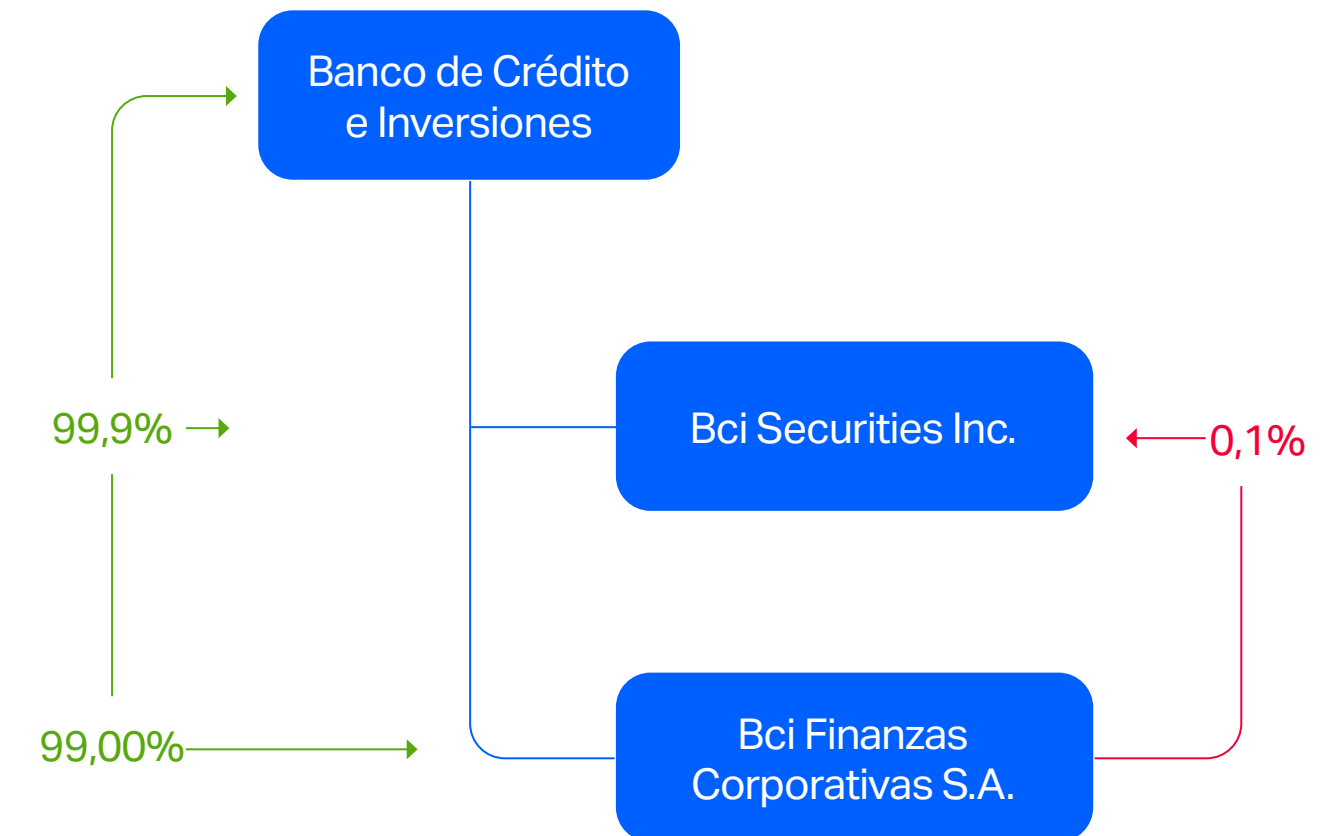 Banco de Crédito
e Inversiones
99,9%
Bci Securities Inc.
0,1%
99,00%
Bci Finanzas
Corporativas S.A.